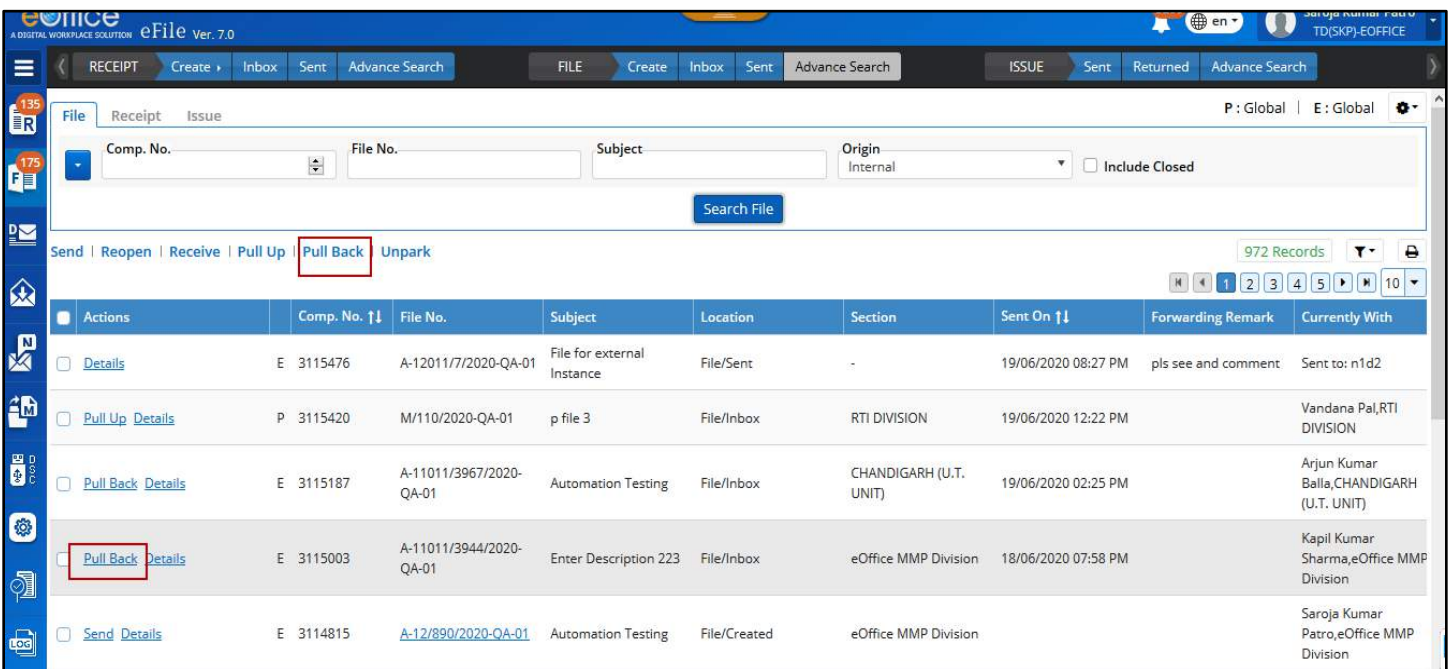 eOffice
A DIGITAL WORKPLACE SOLUTION eFile Ver. 7.0
en
Saroja Kumar Patro
TD(SKP)-EOFFICE
RECEIPT Create Inbox Sent Advance Search FILE Create Inbox Sent Advance Search ISSUE Sent Returned Advance Search
135
R
175
F
D
N
M
DSC
LOG
File Receipt Issue P : Global | E : Global
Comp. No. File No. Subject Origin
Internal
Include Closed
Search File
Send | Reopen | Receive | Pull Up | Pull Back | Unpark 972 Records
1 2 3 4 5 10
Actions Comp. No. File No. Subject Location Section Sent On Forwarding Remark Currently With
Details E 3115476 A-12011/7/2020-QA-01 File for external File/Sent - 19/06/2020 08:27 PM pls see and comment Sent to: n1d2
Instance
Pull Up Details P 3115420 M/110/2020-QA-01 p file 3 File/Inbox RTI DIVISION 19/06/2020 12:22 PM Vandana Pal,RTI
DIVISION
Pull Back Details E 3115187 A-11011/3967/2020- Automation Testing File/Inbox CHANDIGARH (U.T. 19/06/2020 02:25 PM Arjun Kumar
QA-01 UNIT) Balla,CHANDIGARH
(U.T. UNIT)
Pull Back Details E 3115003 A-11011/3944/2020- Enter Description 223 File/Inbox eOffice MMP Division 18/06/2020 07:58 PM Kapil Kumar
QA-01 Sharma,eOffice MMP
Division
Send Details E 3114815 A-12/890/2020-QA-01 Automation Testing File/Created eOffice MMP Division Saroja Kumar
Patro,eOffice MMP
Division